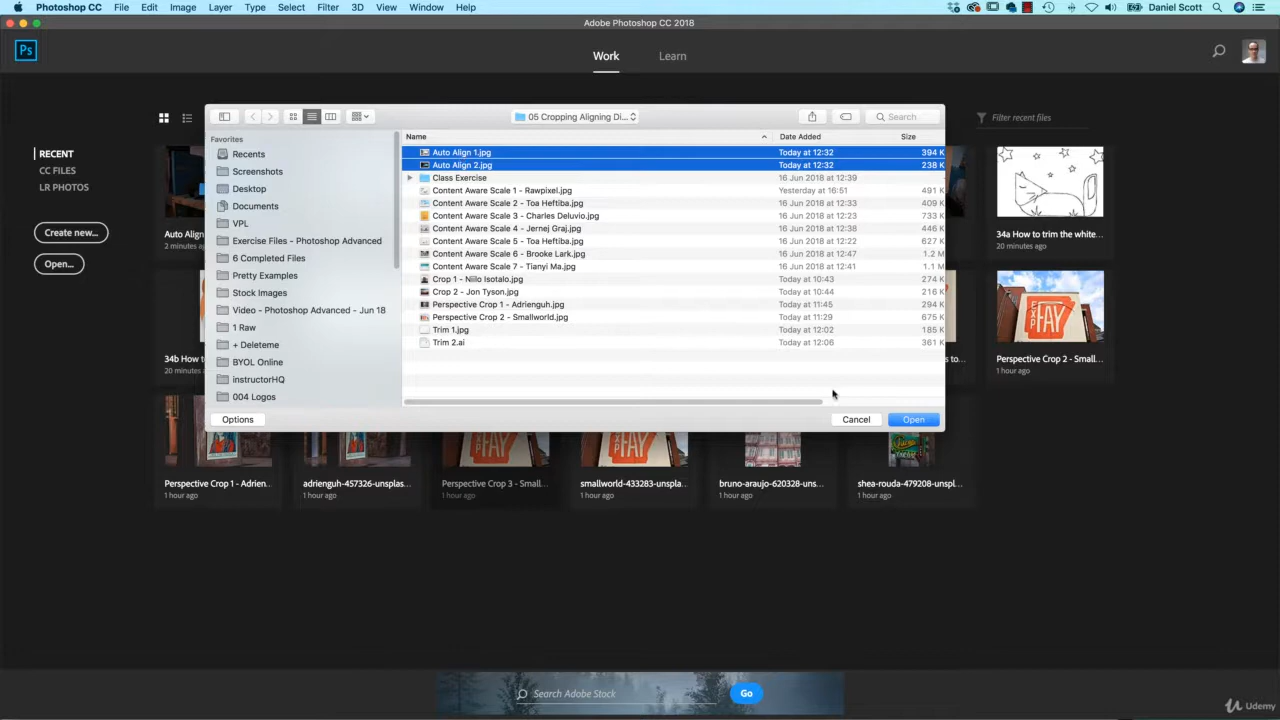 Photoshop CC File Edit Image Layer Type Select Filter 3D View Window Help Daniel Scott
Adobe Photoshop CC 2018
Ps Work Learn
05 Cropping Aligning Di... Search
Filter recent files
Favorites
Recents
Screenshots
Desktop
Documents
VPL
Exercise Files - Photoshop Advanced
6 Completed Files
Pretty Examples
Stock Images
Video - Photoshop Advanced - Jun 18
1 Raw
+ Deleteme
BYOL Online
instructorHQ
004 Logos
Name Date Added Size
Auto Align 1.jpg Today at 12:32 394 K
Auto Align 2.jpg Today at 12:32 238 K
Class Exercise 16 Jun 2018 at 12:39
Content Aware Scale 1 - Rawpixel.jpg Yesterday at 16:51 491 K
Content Aware Scale 2 - Toa Heftiba.jpg 16 Jun 2018 at 12:33 409 K
Content Aware Scale 3 - Charles Deluvio.jpg 16 Jun 2018 at 12:23 733 K
Content Aware Scale 4 - Jernej Graj.jpg 16 Jun 2018 at 12:38 446 K
Content Aware Scale 5 - Toa Heftiba.jpg 16 Jun 2018 at 12:22 627 K
Content Aware Scale 6 - Brooke Lark.jpg 16 Jun 2018 at 12:47 1.2 M
Content Aware Scale 7 - Tianyi Ma.jpg 16 Jun 2018 at 12:41 1.1 M
Crop 1 - Niilo Isotalo.jpg Today at 10:43 274 K
Crop 2 - Jon Tyson.jpg Today at 10:44 216 K
Perspective Crop 1 - Adrienguh.jpg Today at 11:45 294 K
Perspective Crop 2 - Smallworld.jpg Today at 11:29 675 K
Trim 1.jpg Today at 12:02 185 K
Trim 2.ai Today at 12:06 361 K
Options Cancel Open
RECENT
CC FILES
LR PHOTOS
Create new...
Open...
Auto Align
2 minutes ago
34a How to trim the white...
20 minutes ago
34b How to
20 minutes
to...
EXP FAY
Perspective Crop 2 - Small...
1 hour ago
EXP FAY
EXP FAY
Perspective Crop 1 - Adrien...
1 hour ago
adrienguh-457326-unsplas...
1 hour ago
Perspective Crop 3 - Small...
1 hour ago
smallworld-433283-unspla...
1 hour ago
bruno-araujo-620328-uns...
1 hour ago
shea-rouda-479208-unspl...
1 hour ago
Search Adobe Stock Go
Udemy